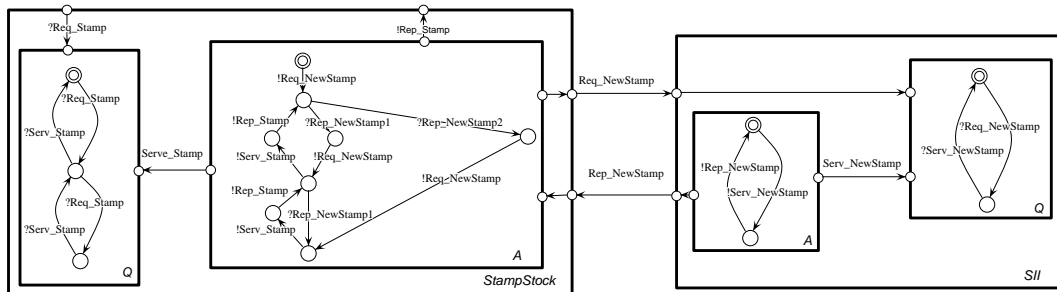 ?Req_Stamp
!Rep_Stamp
?Req_Stamp
?Serv_Stamp
?Req_Stamp
?Serv_Stamp
Q
Serve_Stamp
!Req_NewStamp
!Rep_Stamp
?Rep_NewStamp1
?Rep_NewStamp2
!Serv_Stamp
!Req_NewStamp
!Req_NewStamp
!Rep_Stamp
?Rep_NewStamp1
!Serv_Stamp
A
StampStock
Req_NewStamp
Rep_NewStamp
!Rep_NewStamp
!Serv_NewStamp
A
Serv_NewStamp
?Req_NewStamp
?Serv_NewStamp
Q
SII